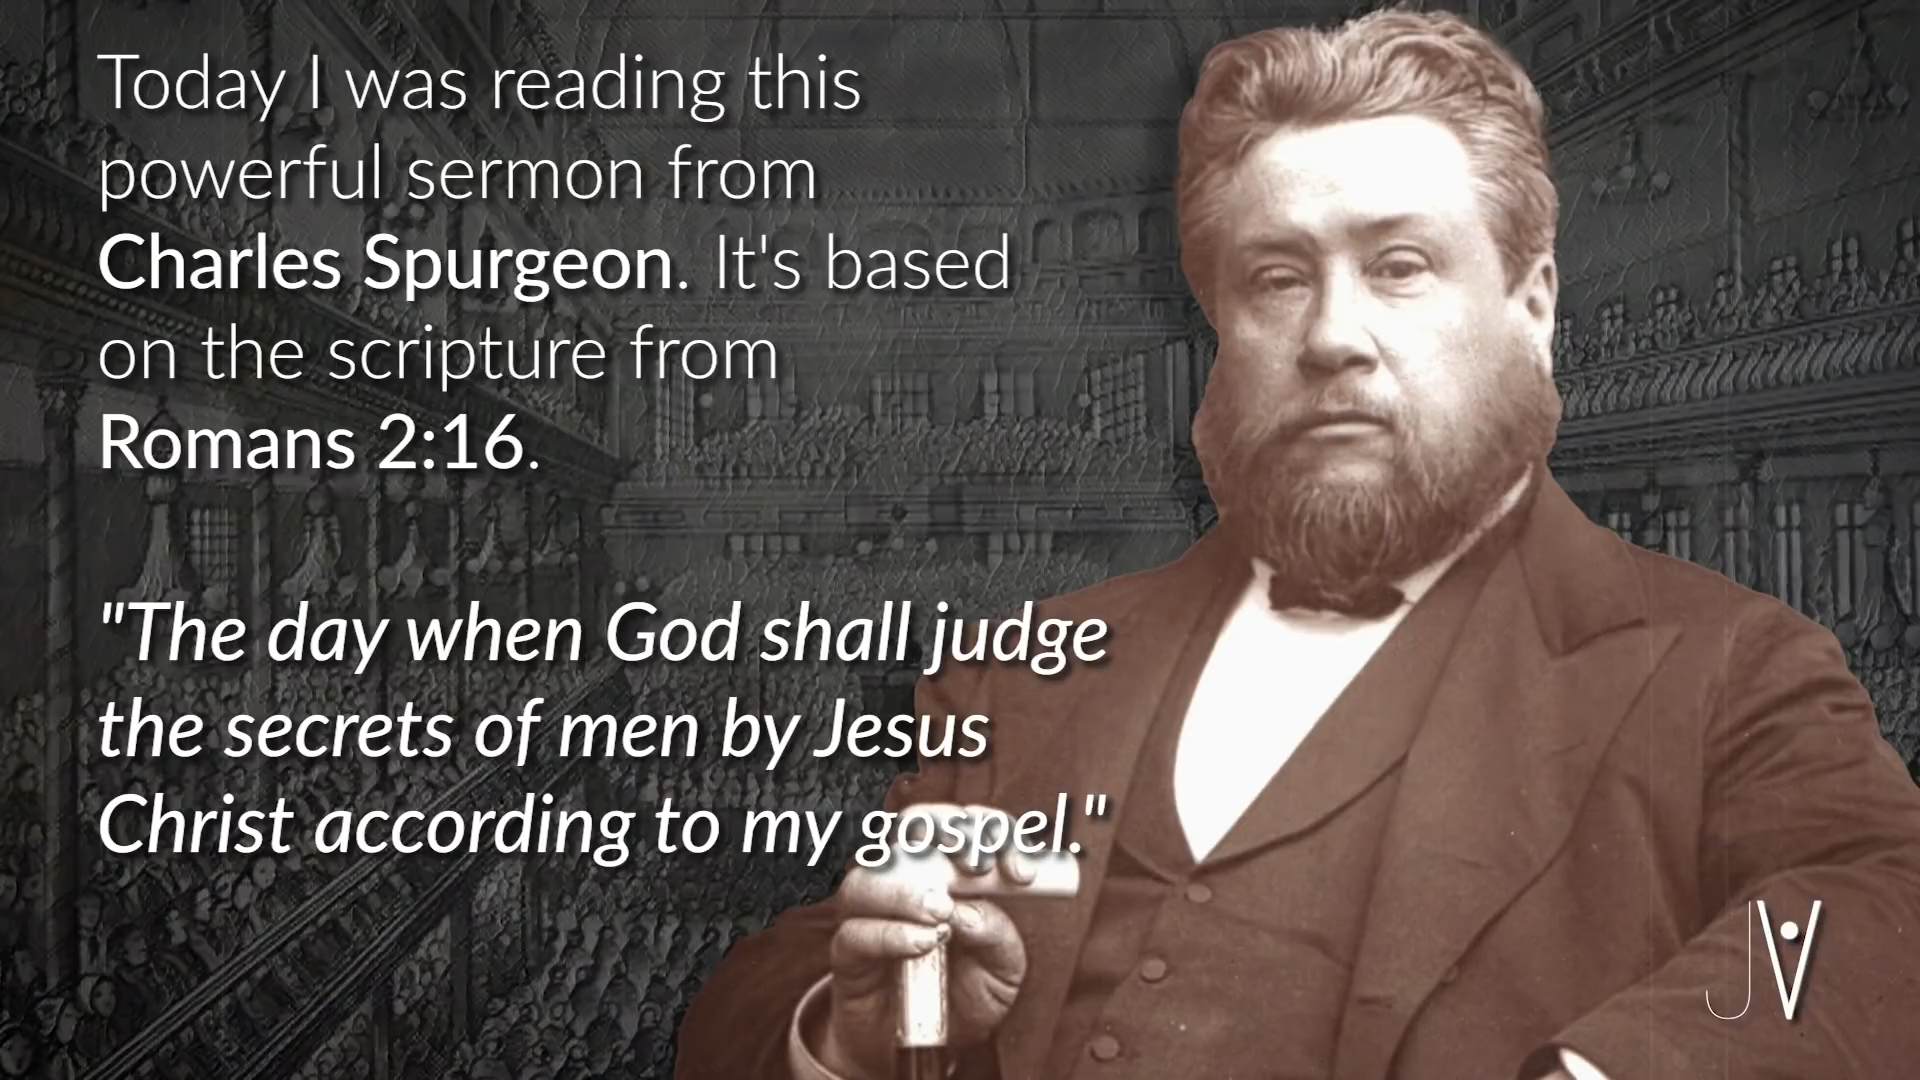 Today I was reading this
powerful sermon from
Charles Spurgeon. It's based
on the scripture from
Romans 2:16.
"The day when God shall judge
the secrets of men by Jesus
Christ according to my gospel."
JV